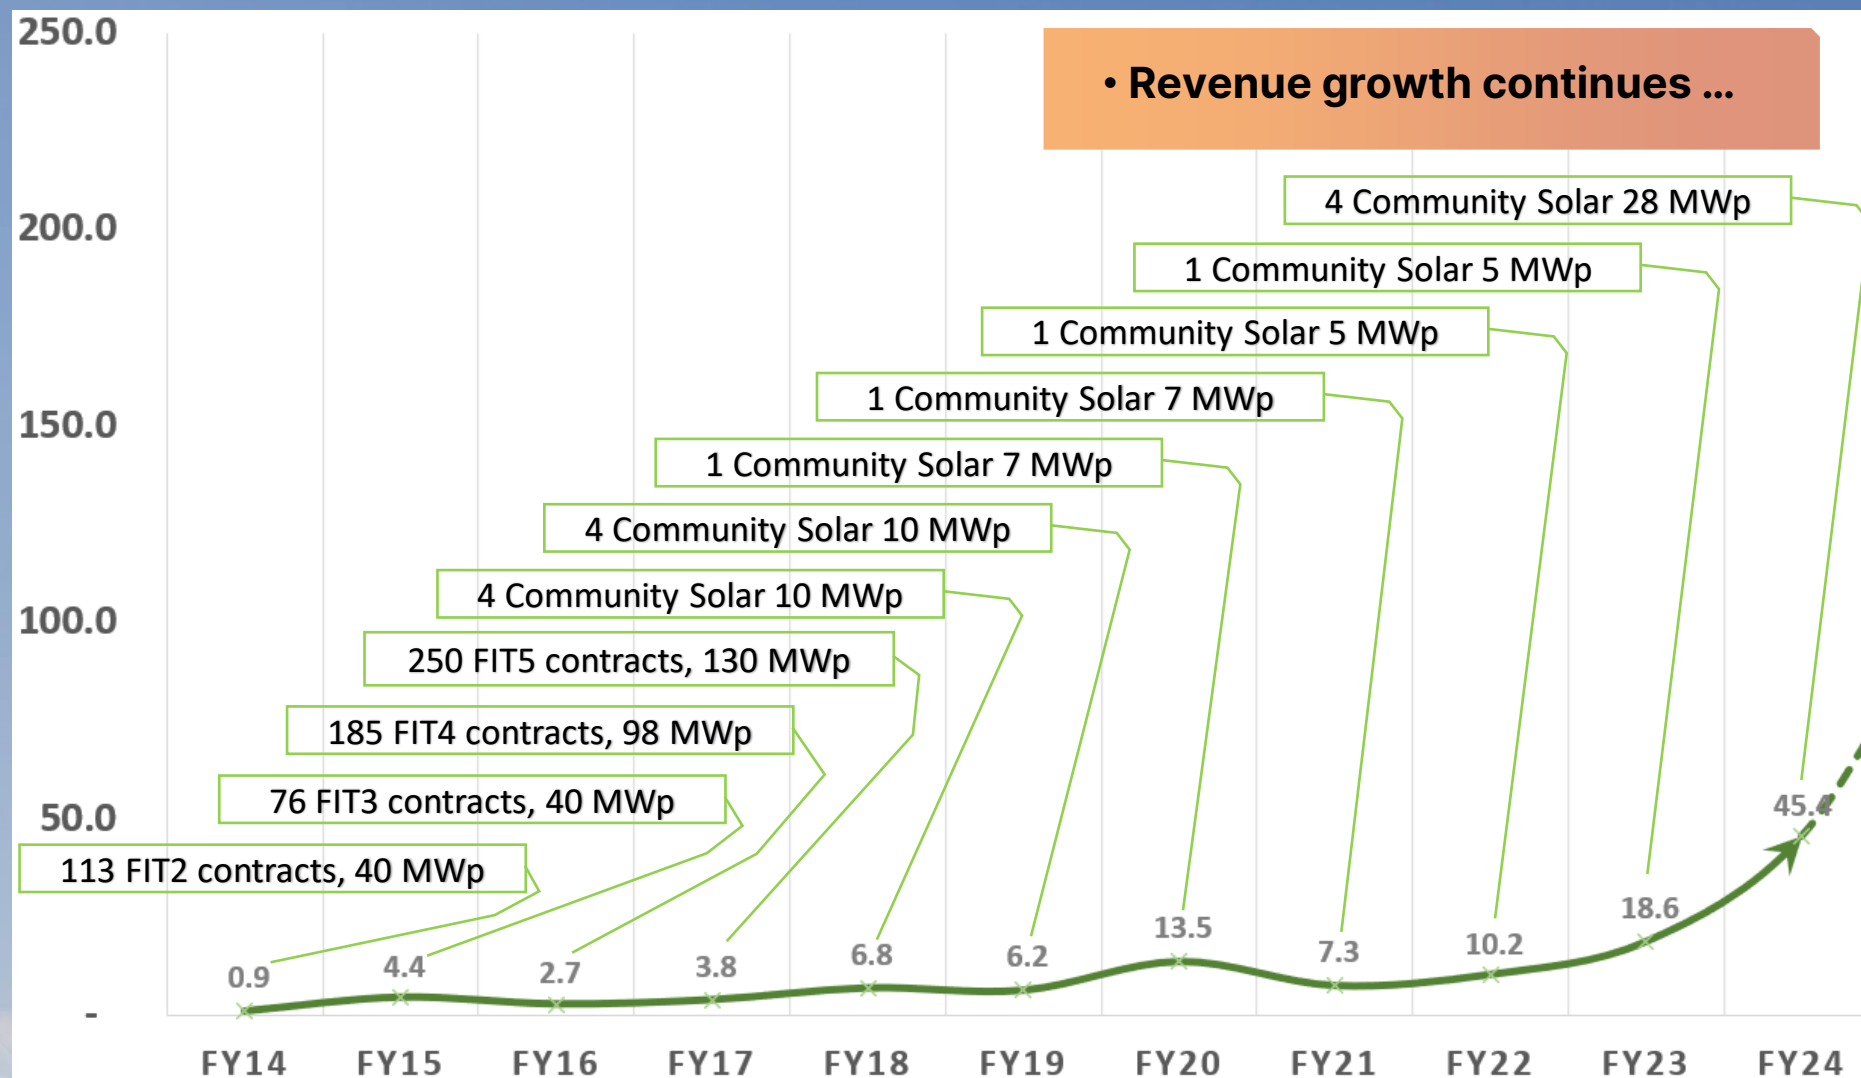 250.0
• Revenue growth continues ...
4 Community Solar 28 MWp
200.0
1 Community Solar 5 MWp
1 Community Solar 5 MWp
1 Community Solar 7 MWp
150.0
1 Community Solar 7 MWp
4 Community Solar 10 MWp
4 Community Solar 10 MWp
100.0
250 FIT5 contracts, 130 MWp
185 FIT4 contracts, 98 MWp
76 FIT3 contracts, 40 MWp
50.0
113 FIT2 contracts, 40 MWp
0.9 4.4 2.7 3.8 6.8 6.2 13.5 7.3 10.2 18.6 45.4
-
FY14 FY15 FY16 FY17 FY18 FY19 FY20 FY21 FY22 FY23 FY24